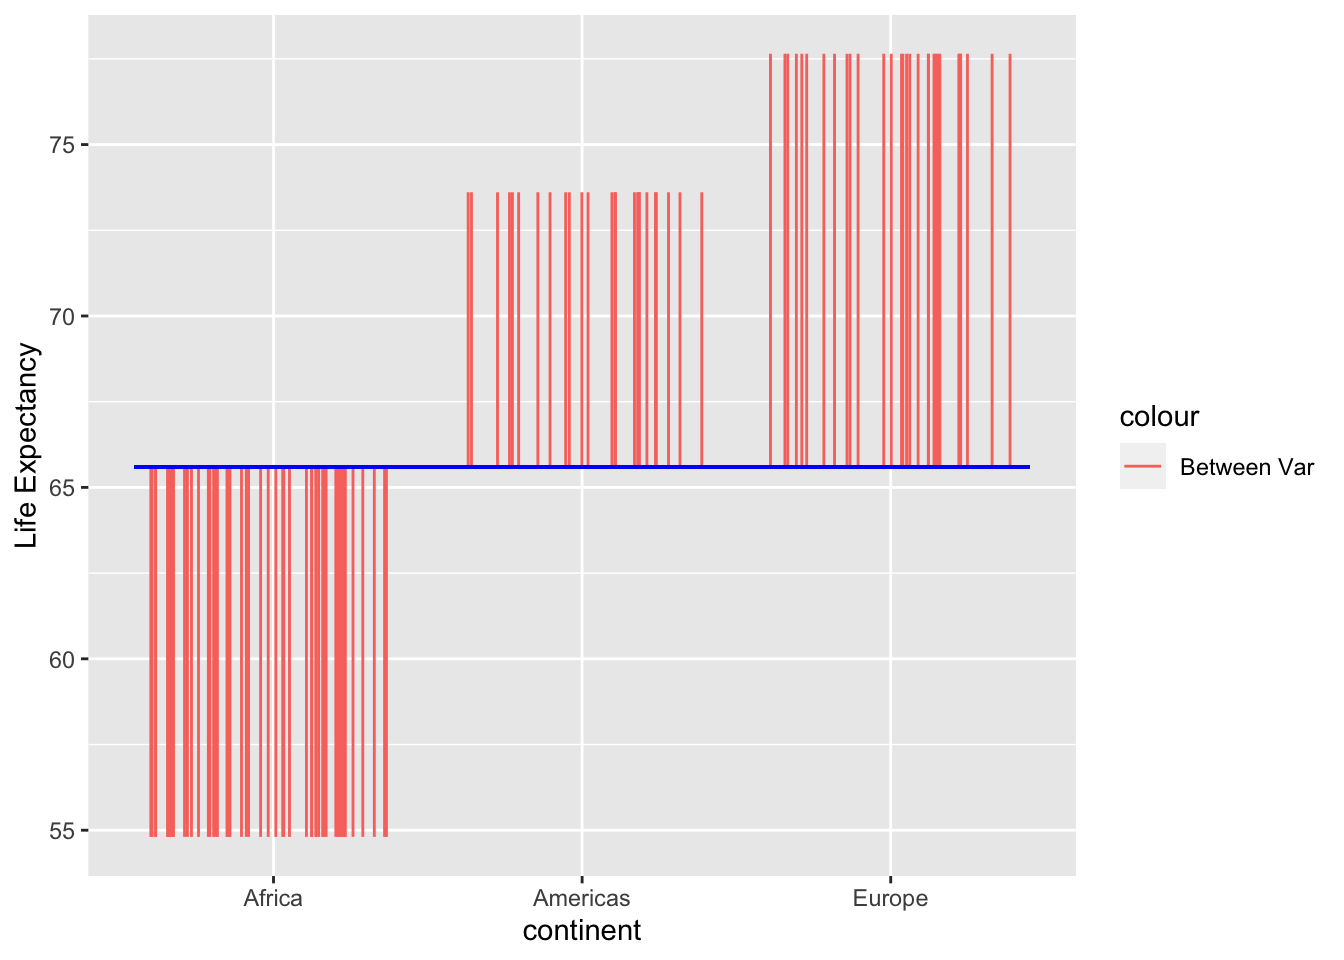 Life Expectancy
75
70
65
60
55
Africa
Americas
Europe
continent
colour
Between Var